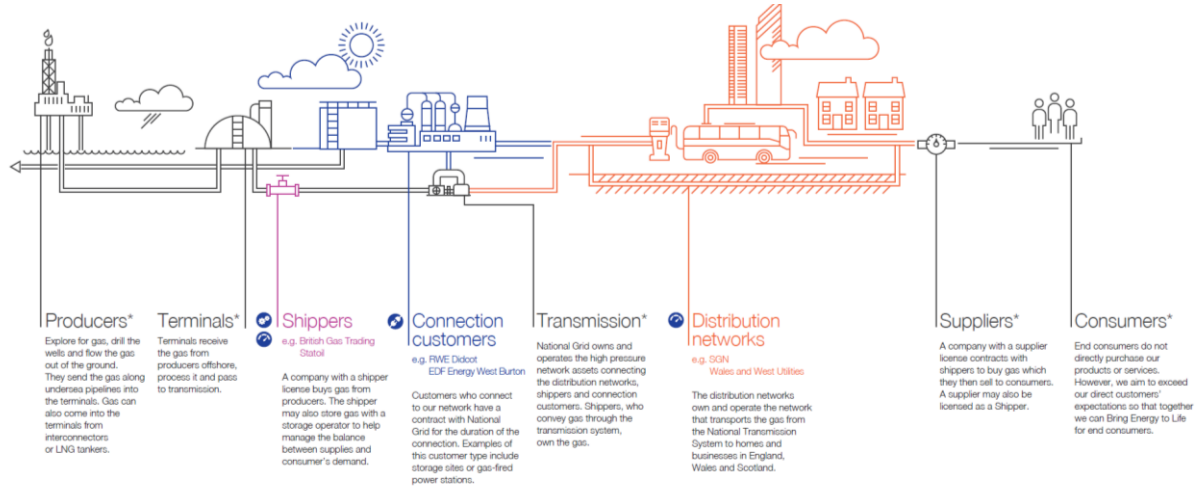 Producers*
Explore for gas, drill the
wells and flow the gas
out of the ground.
They send the gas along
undersea pipelines into
the terminals. Gas can
also come into the
terminals from
interconnectors
or LNG tankers.
Terminals*
Terminals receive
the gas from
producers offshore,
process it and pass
to transmission.
Shippers
e.g. British Gas Trading
Statoil
A company with a shipper
license buys gas from
producers. The shipper
may also store gas with a
storage operator to help
manage the balance
between supplies and
consumer's demand.
Connection
customers
e.g. RWE Didcot
EDF Energy West Burton
Customers who connect
to our network have a
contract with National
Grid for the duration of the
connection. Examples of
this customer type include
storage sites or gas-fired
power stations.
Transmission*
National Grid owns and
operates the high pressure
network assets connecting
the distribution networks,
shippers and connection
customers. Shippers, who
convey gas through the
transmission system,
own the gas.
Distribution
networks
e.g. SGN
Wales and West Utilities
The distribution networks
own and operate the network
that transports the gas from
the National Transmission
System to homes and
businesses in England,
Wales and Scotland.
Suppliers*
A company with a supplier
license contracts with
shippers to buy gas which
they then sell to consumers.
A supplier may also be
licensed as a Shipper.
Consumers*
End consumers do not
directly purchase our
products or services.
However, we aim to exceed
our direct customers'
expectations so that together
we can Bring Energy to Life
for end consumers.